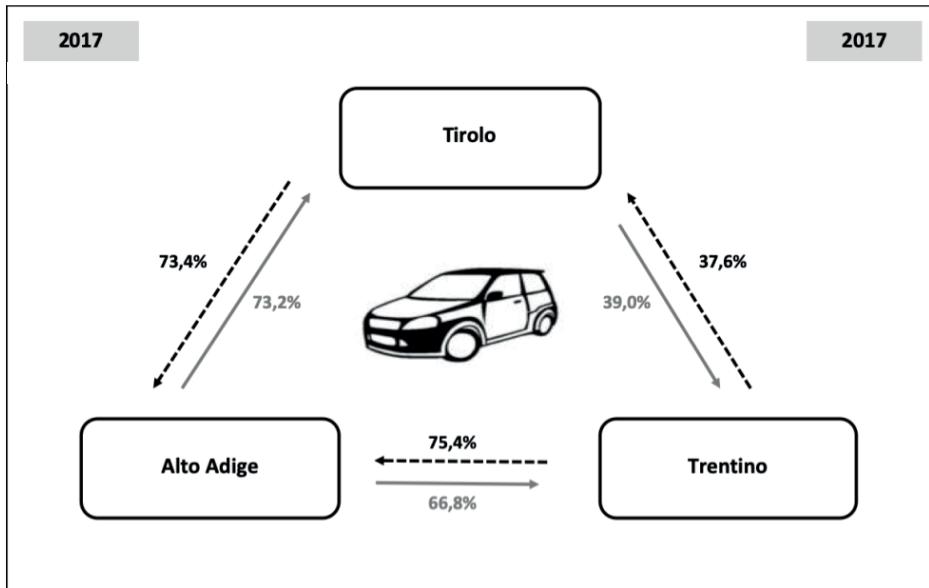 2017
2017
Tirolo
73,4%
37,6%
73,2%
39,0%
75,4%
Alto Adige
Trentino
66,8%